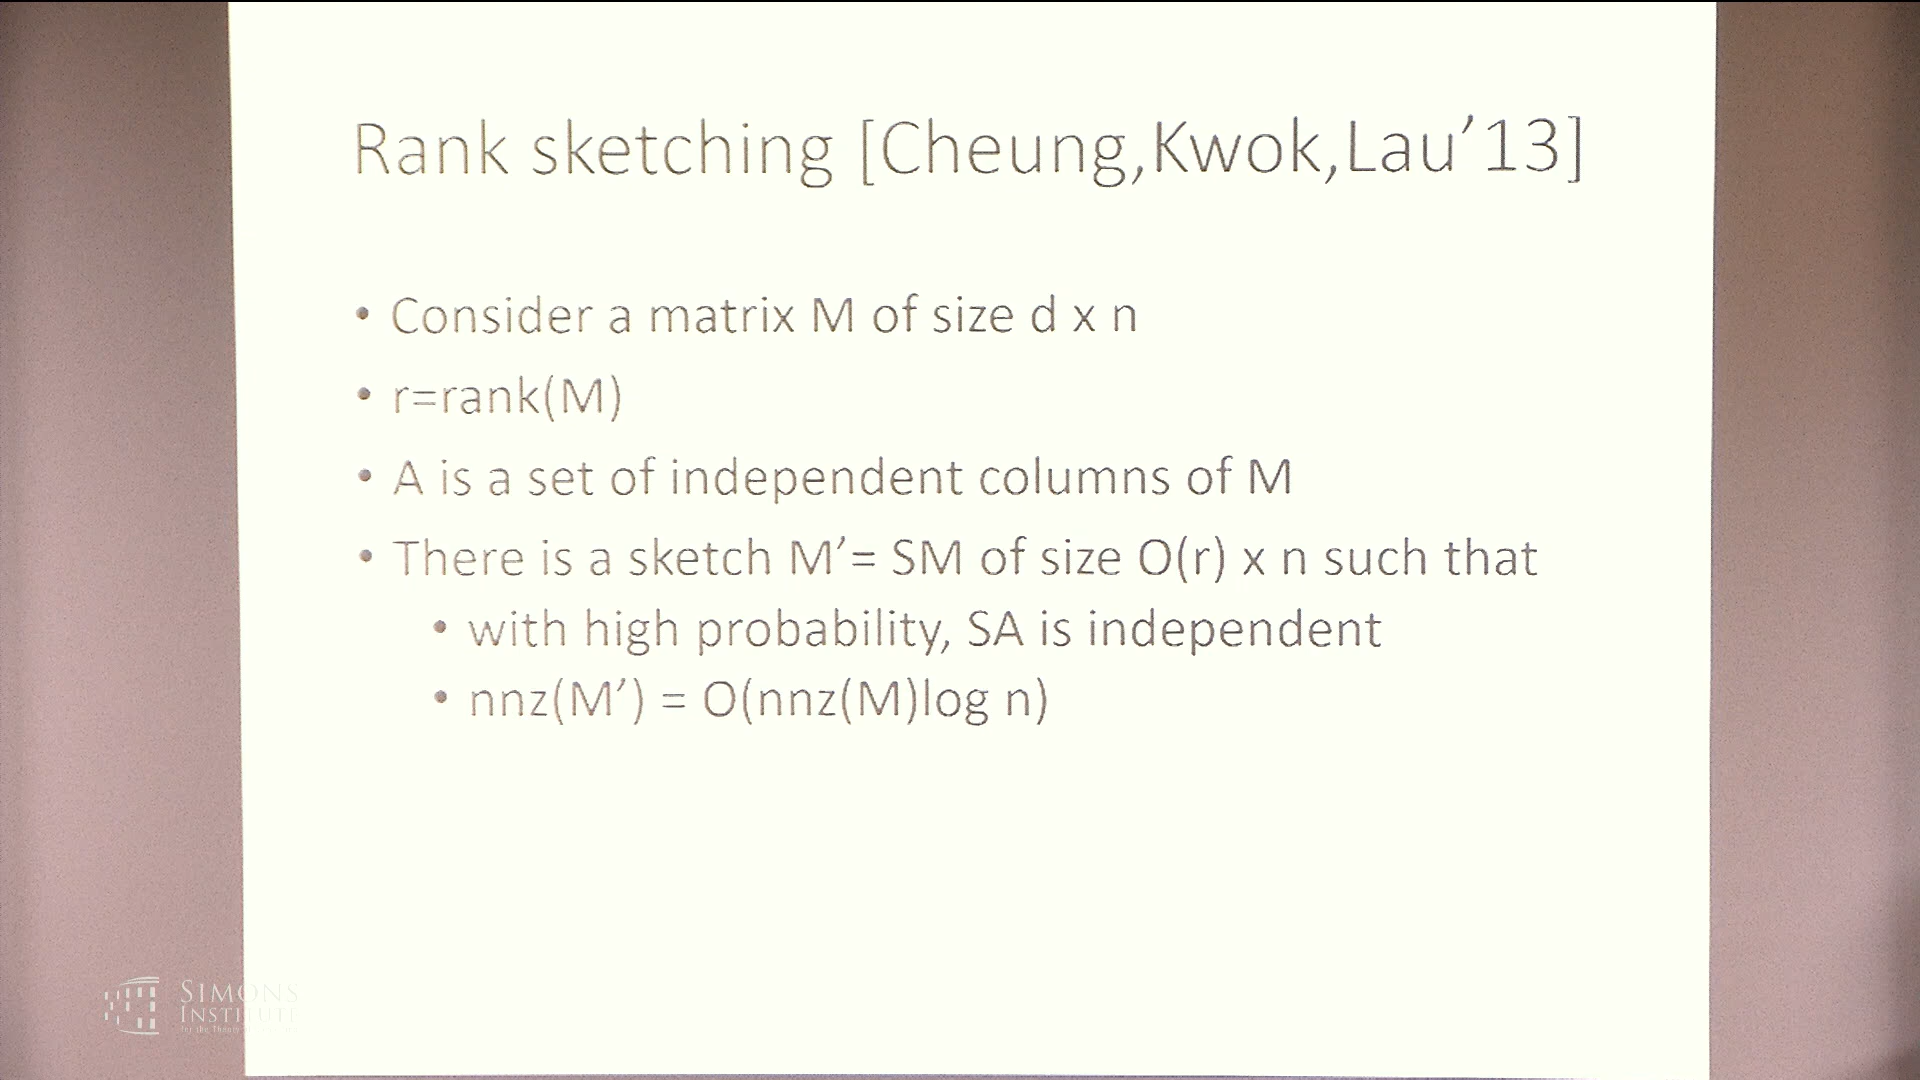 Rank sketching [Cheung,Kwok,Lau’13]
• Consider a matrix M of size d x n
• r=rank(M)
• A is a set of independent columns of M
• There is a sketch M’= SM of size O(r) x n such that
• with high probability, SA is independent
• nnz(M’) = O(nnz(M)log n)
SIMONS
INSTITUTE